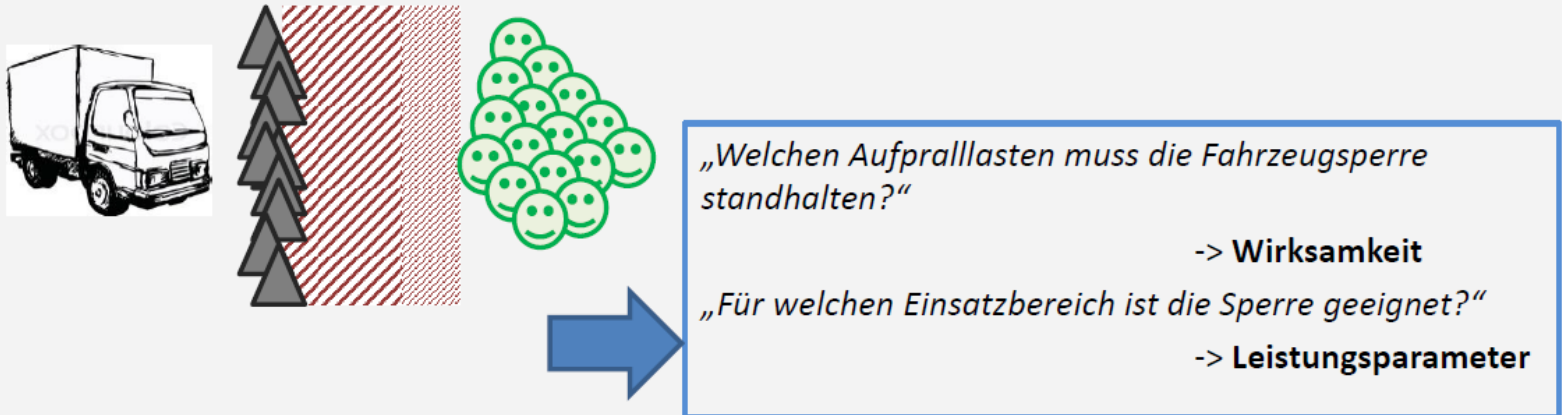 „Welchen Aufpralllasten muss die Fahrzeugsperre
standhalten?“
-> Wirksamkeit
„Für welchen Einsatzbereich ist die Sperre geeignet?“
-> Leistungsparameter